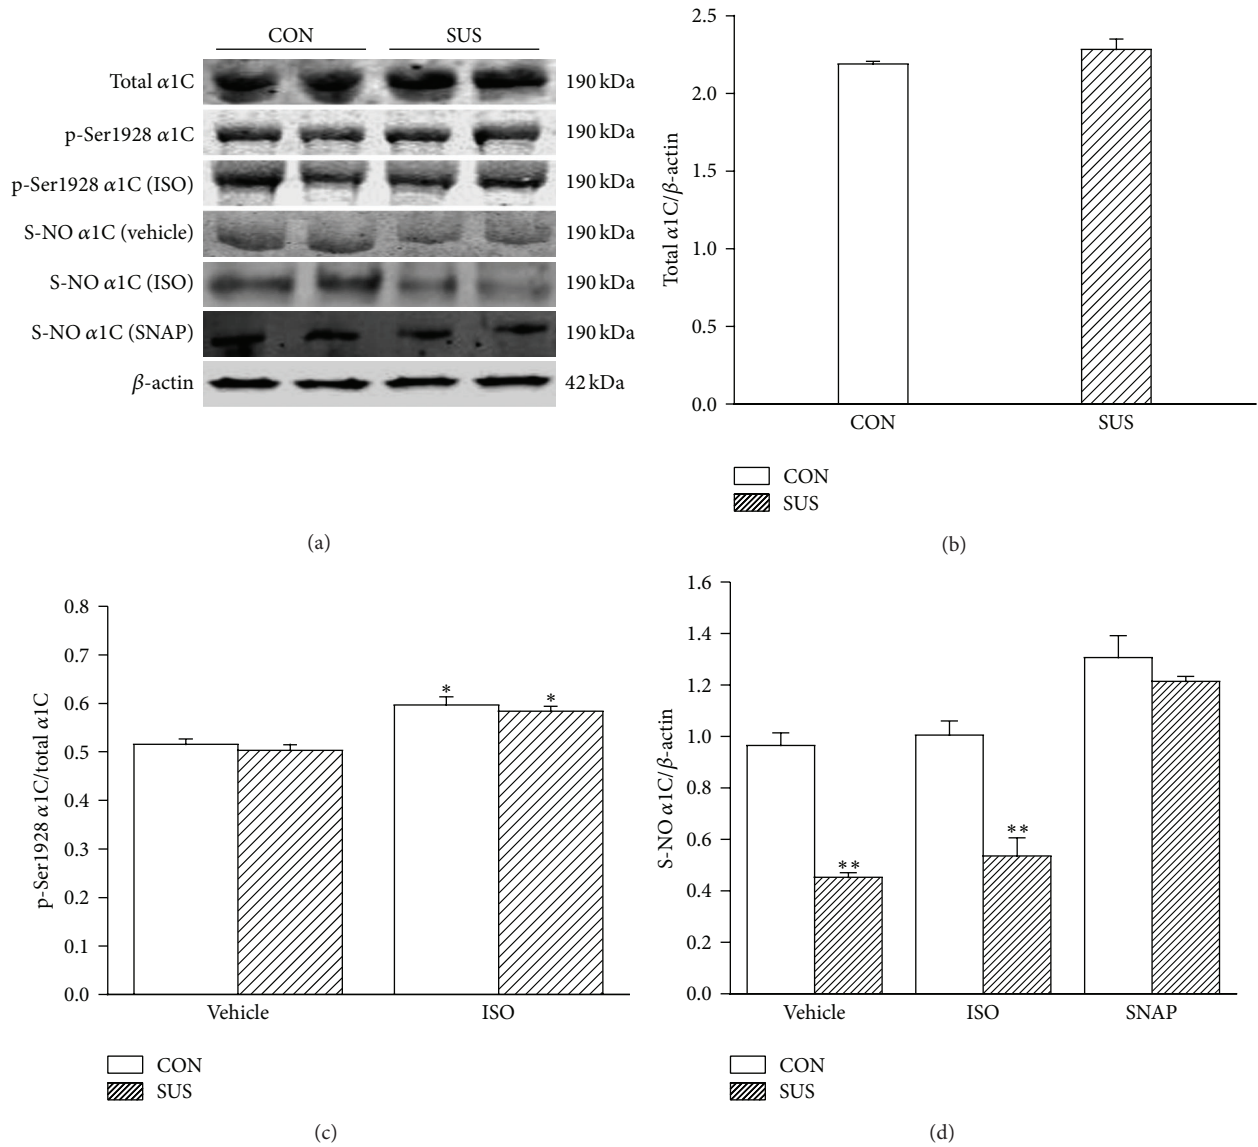 CON SUS
Total α1C 190 kDa
p-Ser1928 α1C 190 kDa
p-Ser1928 α1C (ISO) 190 kDa
S-NO α1C (vehicle) 190 kDa
S-NO α1C (ISO) 190 kDa
S-NO α1C (SNAP) 190 kDa
β-actin 42 kDa
(a)
Total α1C/β-actin
2.5
2.0
1.5
1.0
0.5
0.0
CON SUS
CON
SUS
(b)
p-Ser1928 α1C/total α1C
0.8
0.7
0.6
0.5
0.4
0.3
0.2
0.1
0.0
* *
Vehicle ISO
CON
SUS
(c)
S-NO α1C/β-actin
1.6
1.4
1.2
1.0
0.8
0.6
0.4
0.2
0.0
** **
Vehicle ISO SNAP
CON
SUS
(d)